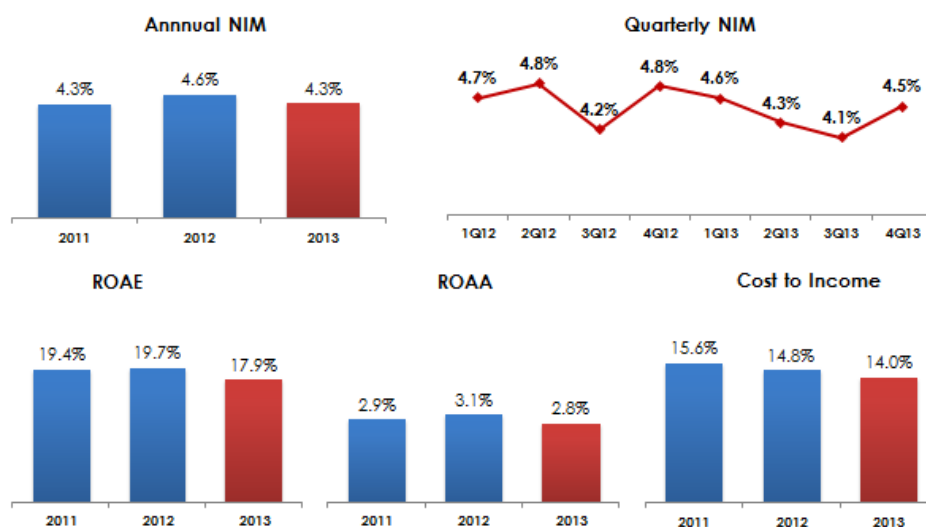 Annnual NIM
4.3%
4.6%
4.3%
2011
2012
2013
Quarterly NIM
4.7%
4.8%
4.2%
4.8%
4.6%
4.3%
4.1%
4.5%
1Q12
2Q12
3Q12
4Q12
1Q13
2Q13
3Q13
4Q13
ROAE
19.4%
19.7%
17.9%
2011
2012
2013
ROAA
2.9%
3.1%
2.8%
2011
2012
2013
Cost to Income
15.6%
14.8%
14.0%
2011
2012
2013